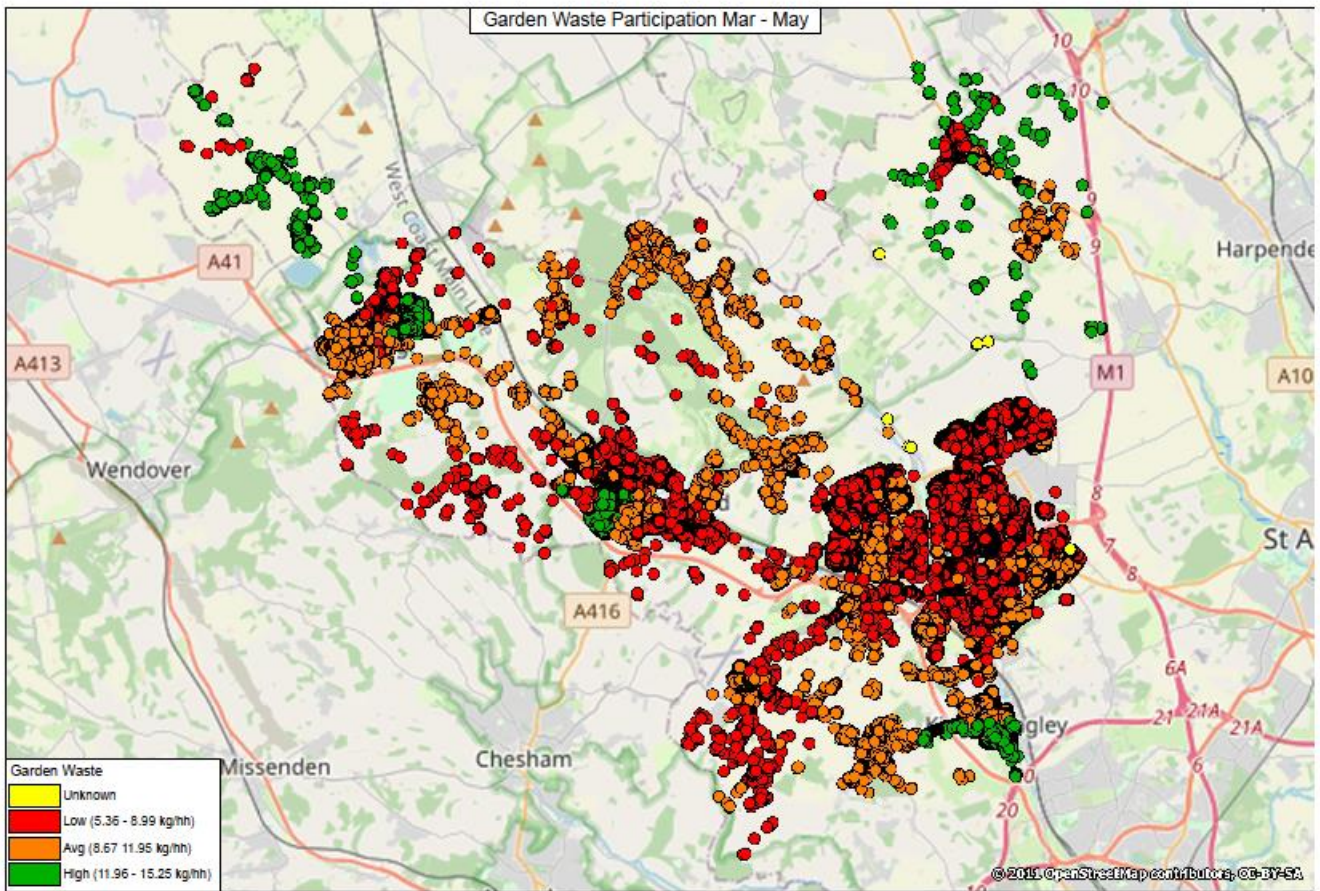 Garden Waste Participation Mar - May
10
10
West Coast Main Line
A41
9
9
Harpende
A413
M1
A10
Wendover
8
7
8
St A
A416
6A
21
21A
21A
gley
Chesham
Missenden
6
0
20
Garden Waste
Unknown
Low (5.36 - 8.99 kg/hh)
Avg (8.67 11.95 kg/hh)
High (11.96 - 15.25 kg/hh)
© 2011 OpenStreetMap contributors, CC-BY-SA